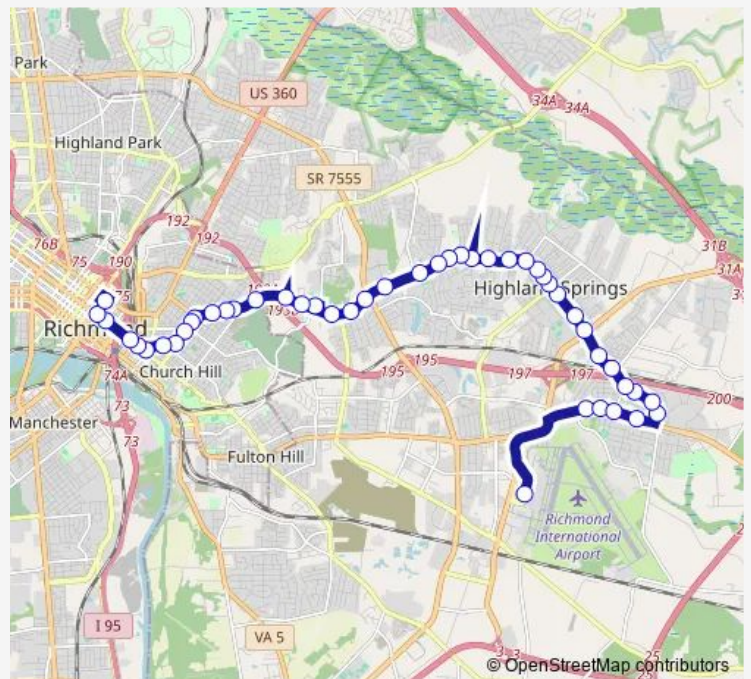 Park
US 360
34A
34A
Highland Park
SR 7555
192
192
76B
75
190
31B
31A
75
Highland Springs
Richmond
Church Hill
195
195
197
197
74A
200
73
Manchester
73
Fulton Hill
Richmond
International
Airport
I 95
VA 5
© OpenStreetMap contributors